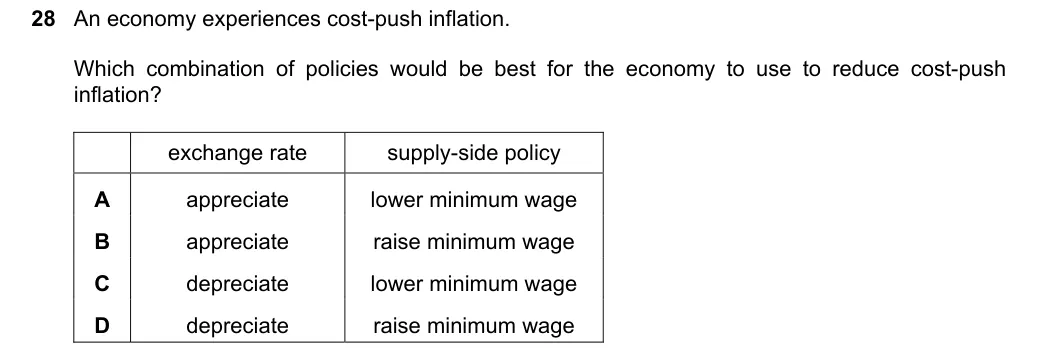 28 An economy experiences cost-push inflation.
Which combination of policies would be best for the economy to use to reduce cost-push
inflation?
exchange rate supply-side policy
A appreciate lower minimum wage
B appreciate raise minimum wage
C depreciate lower minimum wage
D depreciate raise minimum wage